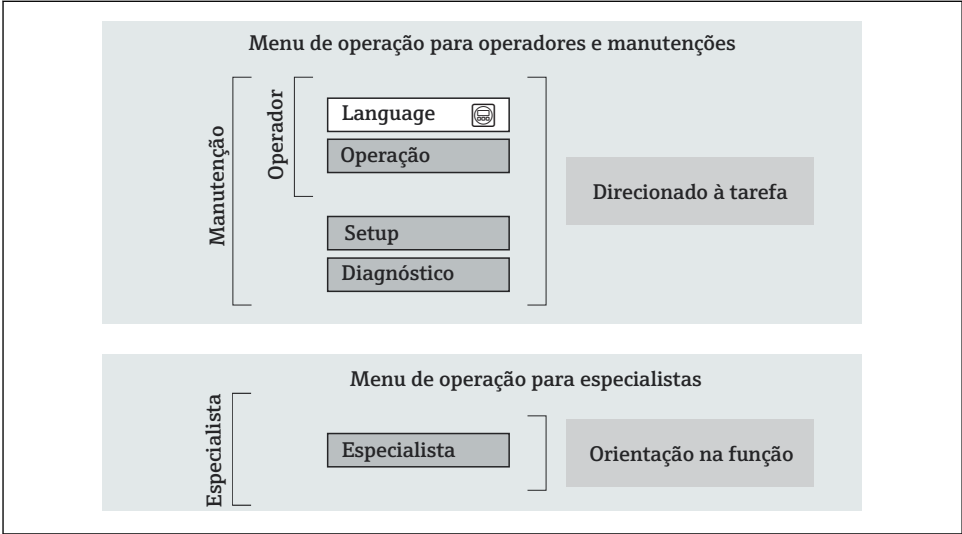 Menu de operação para operadores e manutenções
Manutenção
Operador
Language
Operação
Setup
Diagnóstico
Direcionado à tarefa
Menu de operação para especialistas
Especialista
Especialista
Orientação na função